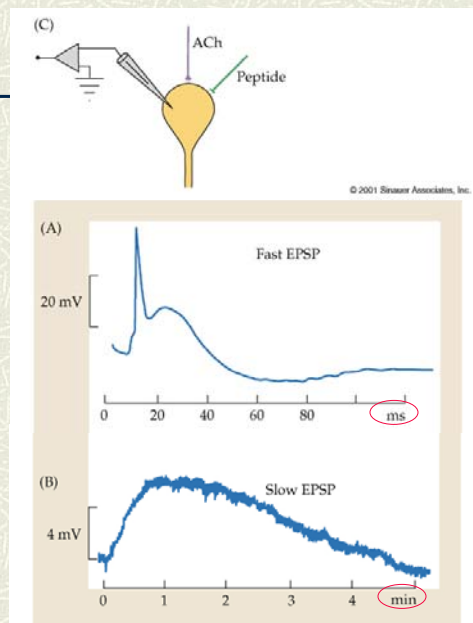 (C)
ACh
Peptide
© 2001 Sinauer Associates, Inc.
(A)
Fast EPSP
20 mV
0 20 40 60 80 ms
(B)
Slow EPSP
4 mV
0 1 2 3 4 min